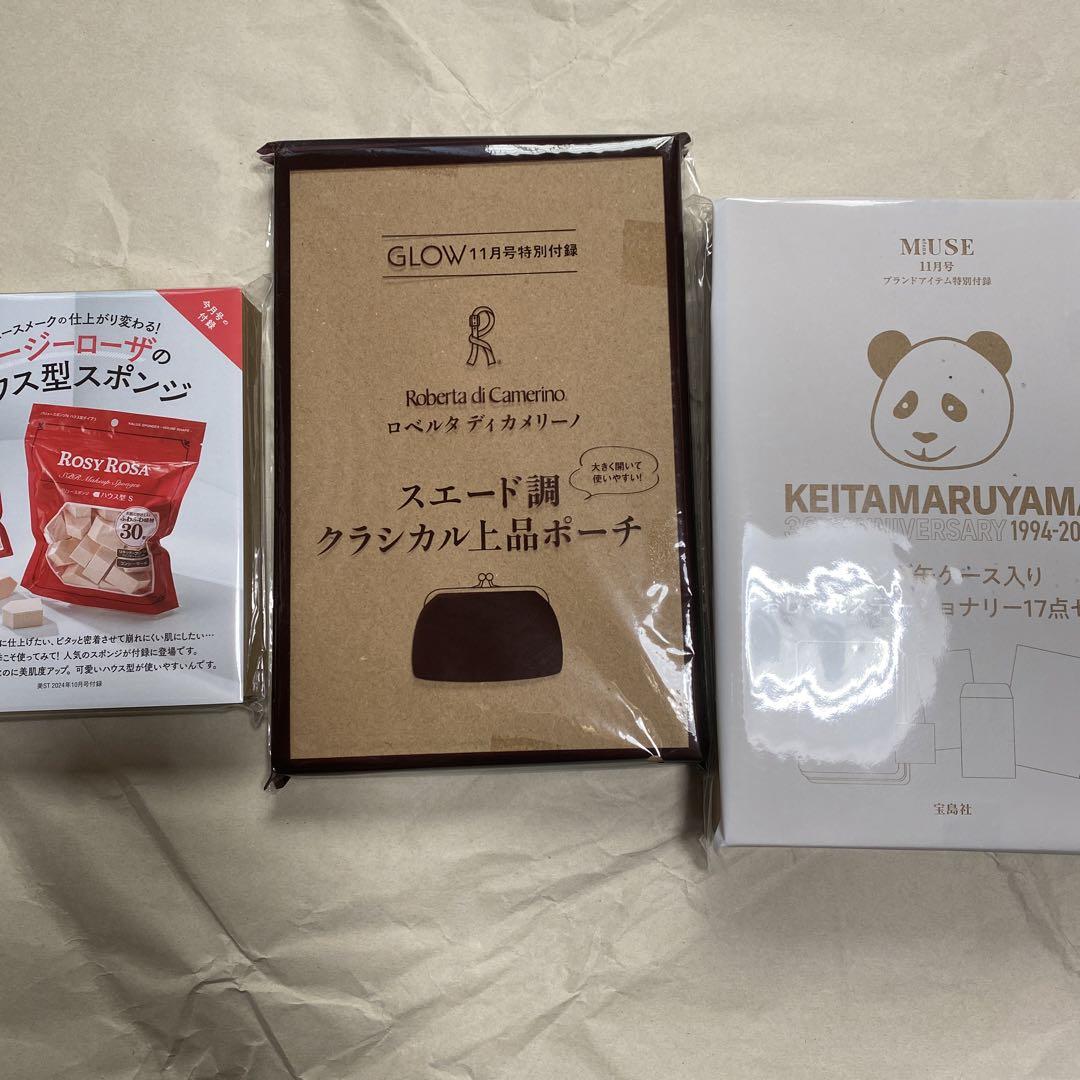 今月号の
付録
ースメークの仕上がり変わる!
ージーローザの
ウス型スポンジ
VALUE SPONGE N HOUSE SHAPE
ROSY ROSA
ハウス型 S
30
に仕上げたい、ピタッと密着させて崩れにくい肌にしたい…
こそ使ってみて! 人気のスポンジが付録に登場です。
のに美肌度アップ。可愛いハウス型が使いやすいんです。
美ST 2024年10月号付録
GLOW 11月号特別付録
R
Roberta di Camerino
ロベルタ ディカメリーノ
大きく開いて
使いやすい!
スエード調
クラシカル上品ポーチ
MUSE
11月号
ブランドアイテム特別付録
KEITAMARUYAMA
ANNIVERSARY 1994-20
缶ケース入り
ステーショナリー17点セ
宝島社